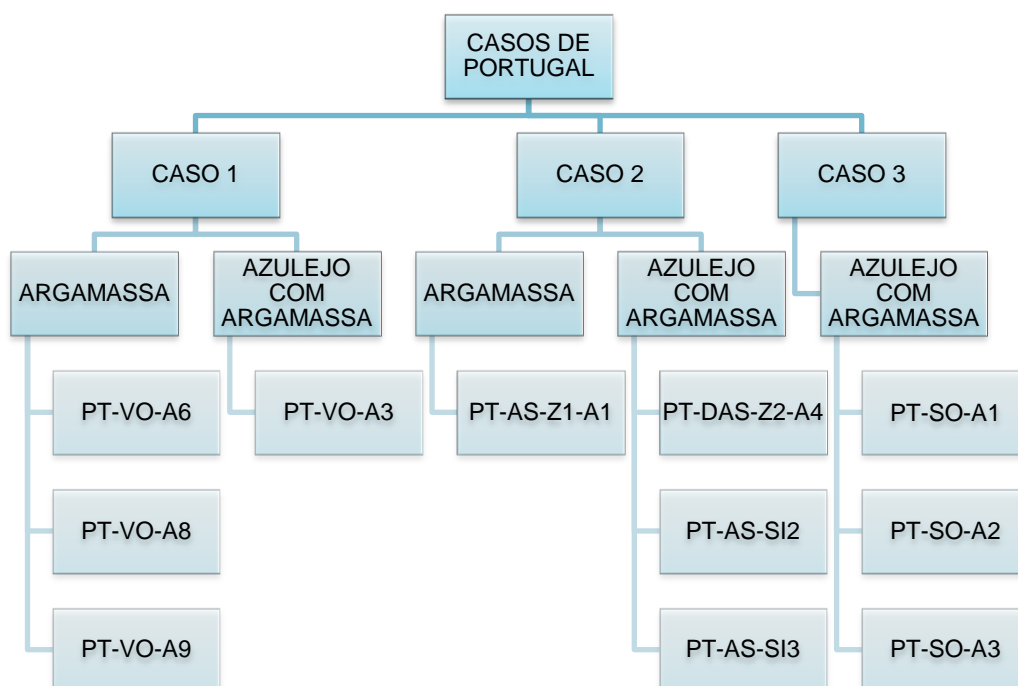 CASOS DE
PORTUGAL
CASO 1
CASO 2
CASO 3
ARGAMASSA
AZULEJO
COM
ARGAMASSA
ARGAMASSA
AZULEJO
COM
ARGAMASSA
AZULEJO
COM
ARGAMASSA
PT-VO-A6
PT-VO-A3
PT-AS-Z1-A1
PT-DAS-Z2-A4
PT-SO-A1
PT-VO-A8
PT-AS-SI2
PT-SO-A2
PT-VO-A9
PT-AS-SI3
PT-SO-A3